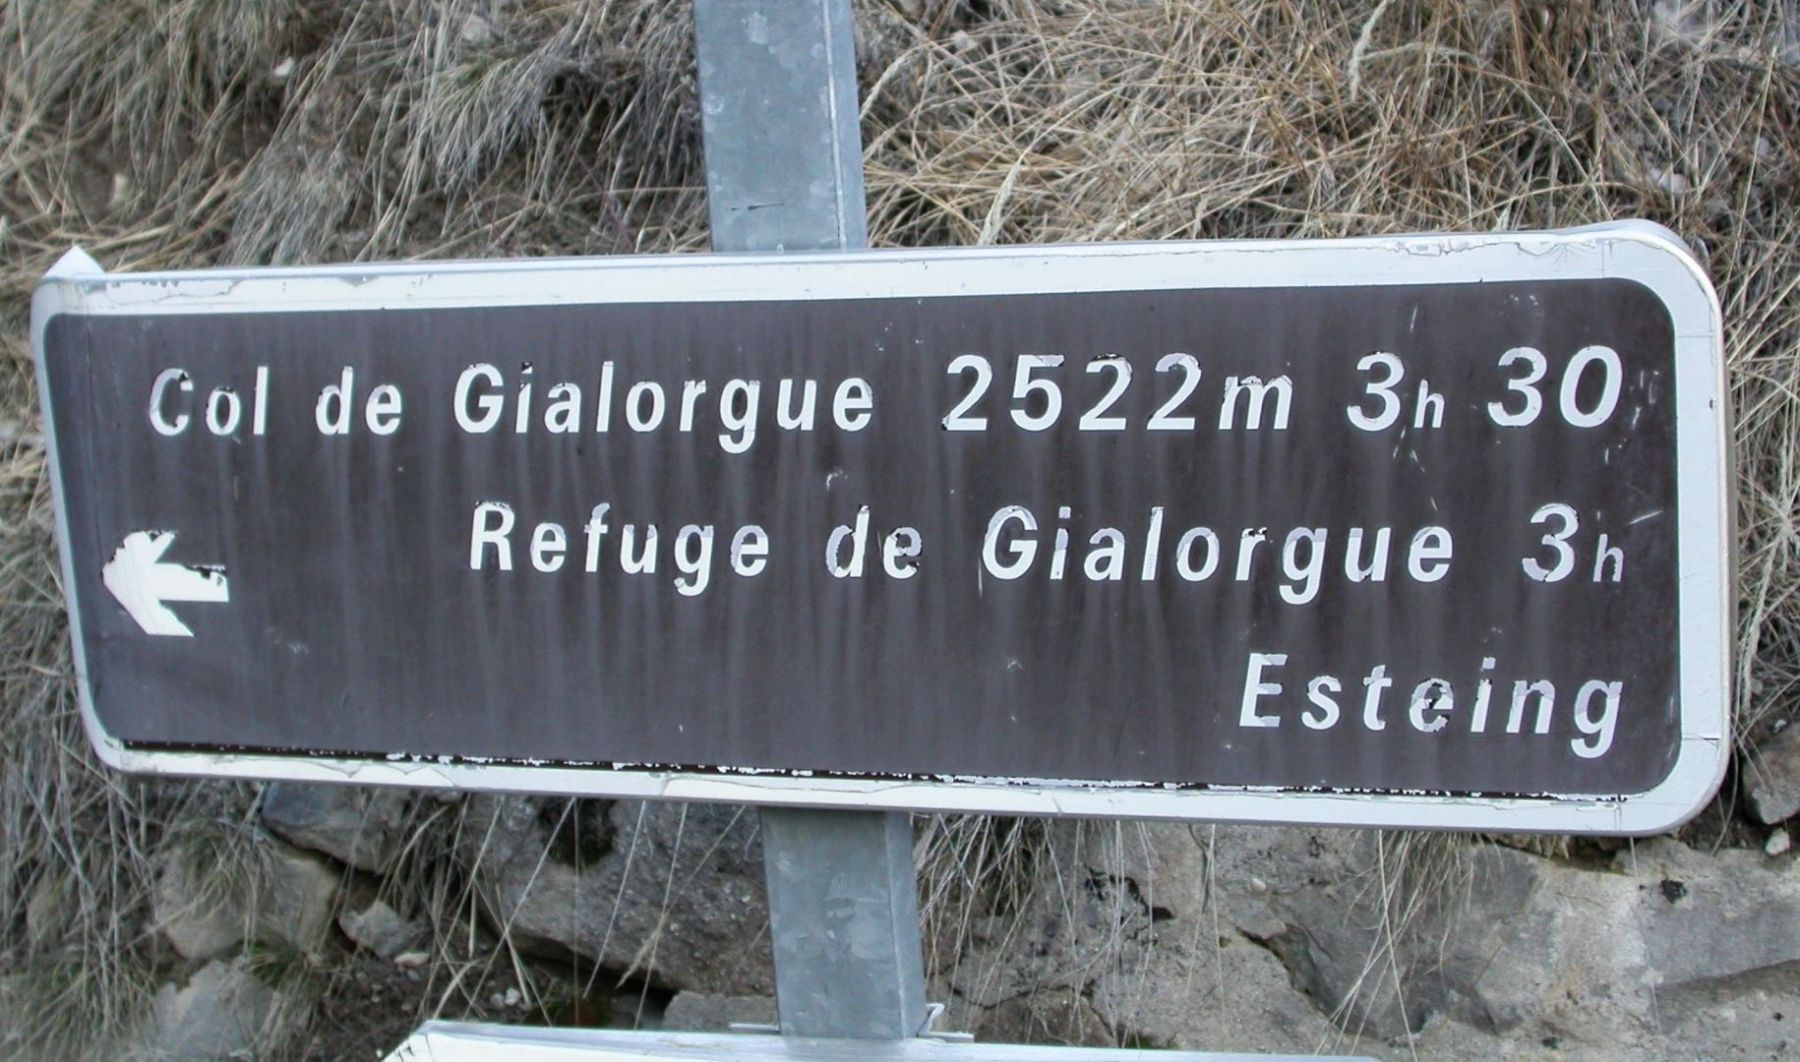 Col de Gialorgue 2522m 3h 30
Refuge de Gialorgue 3h
Esteing